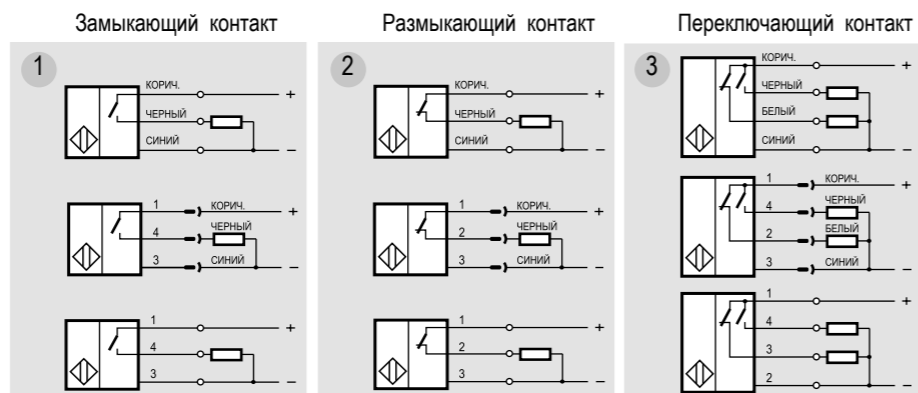 Замыкающий контакт
1
КОРИЧ.
+
ЧЕРНЫЙ
СИНИЙ
–
1
КОРИЧ.
+
4
ЧЕРНЫЙ
3
СИНИЙ
–
1
+
4
3
–
Размыкающий контакт
2
КОРИЧ.
+
ЧЕРНЫЙ
СИНИЙ
–
1
КОРИЧ.
+
2
ЧЕРНЫЙ
3
СИНИЙ
–
1
+
2
3
–
Переключающий контакт
3
КОРИЧ.
+
ЧЕРНЫЙ
БЕЛЫЙ
СИНИЙ
–
1
КОРИЧ.
+
4
ЧЕРНЫЙ
2
БЕЛЫЙ
3
СИНИЙ
–
1
+
4
3
2
–